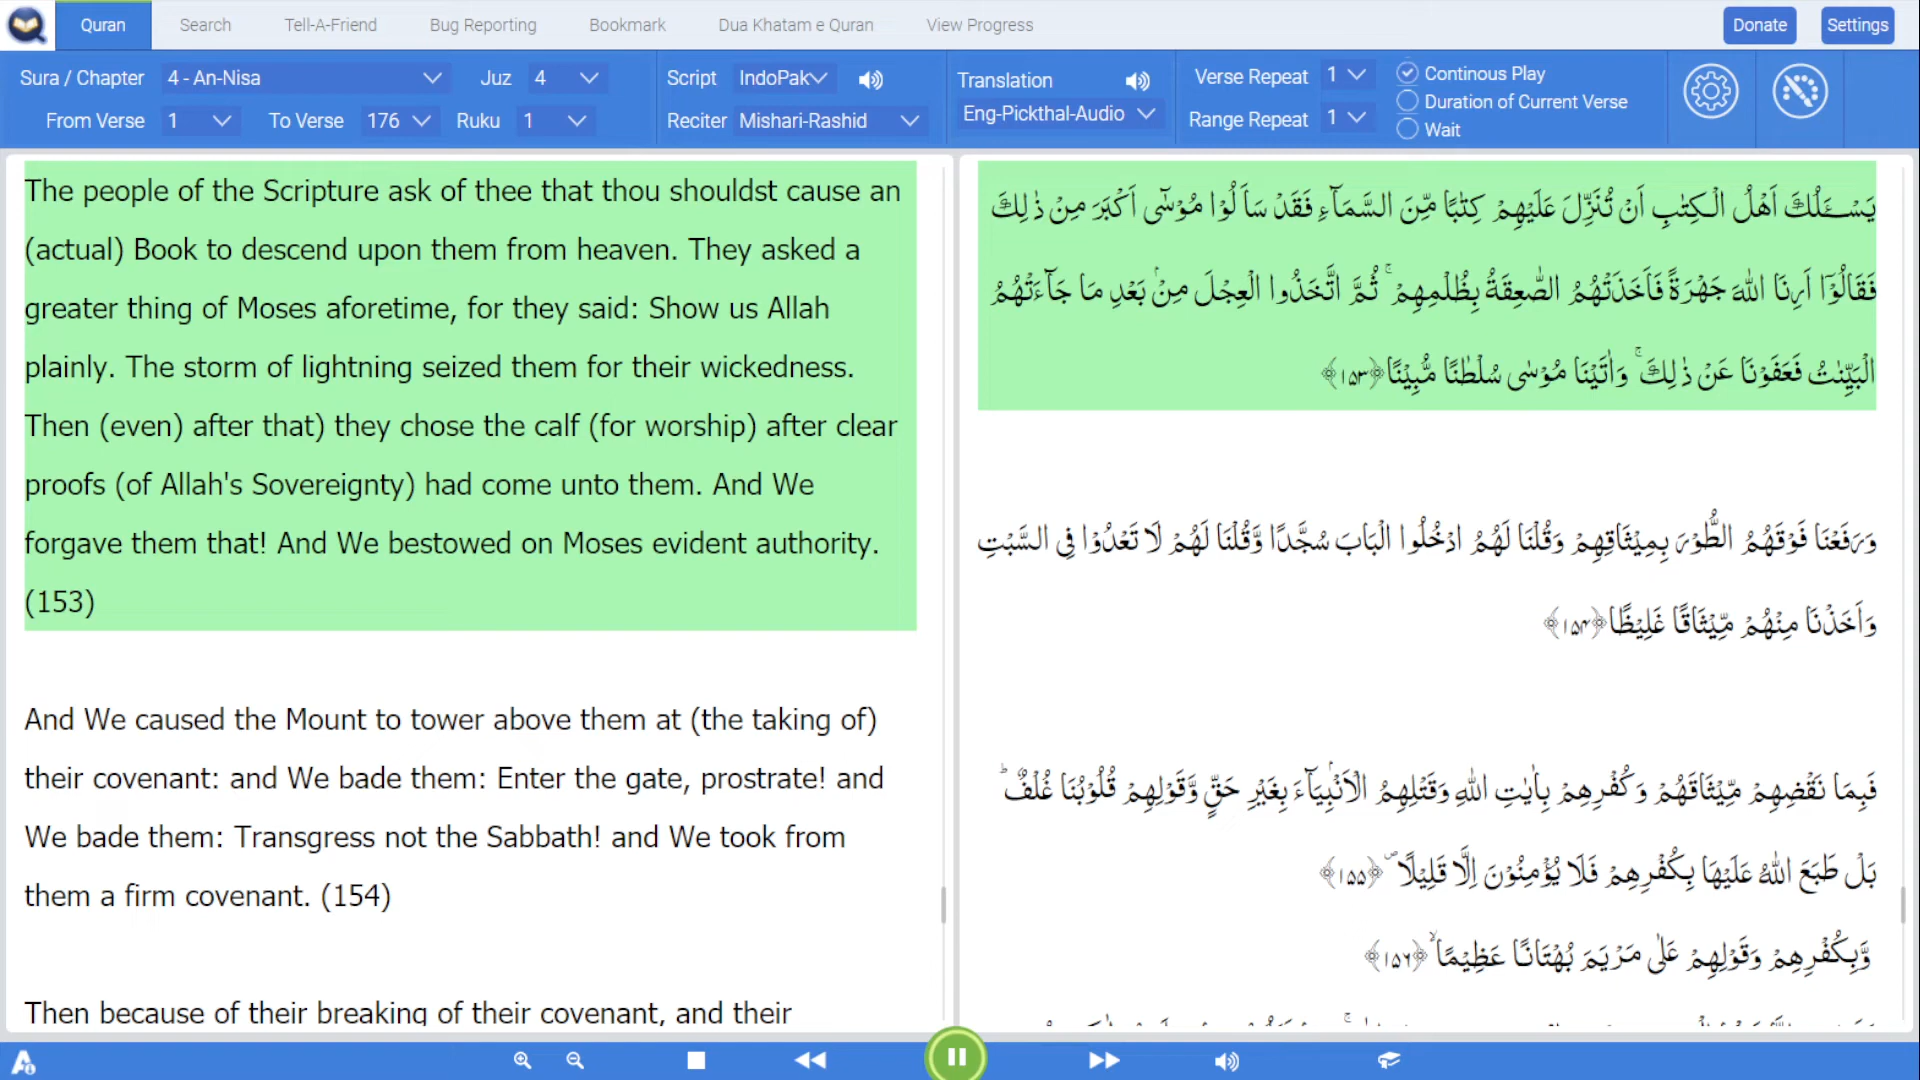 Quran Search Tell-A-Friend Bug Reporting Bookmark Dua Khatam e Quran View Progress Donate Settings
Sura / Chapter 4 - An-Nisa Juz 4 Script IndoPak Translation Verse Repeat 1 Continous Play
Duration of Current Verse
From Verse 1 To Verse 176 Ruku 1 Reciter Mishari-Rashid Eng-Pickthal-Audio Range Repeat 1 Wait
The people of the Scripture ask of thee that thou shouldst cause an
(actual) Book to descend upon them from heaven. They asked a
greater thing of Moses aforetime, for they said: Show us Allah
plainly. The storm of lightning seized them for their wickedness.
Then (even) after that) they chose the calf (for worship) after clear
proofs (of Allah's Sovereignty) had come unto them. And We
forgave them that! And We bestowed on Moses evident authority.
(153)
And We caused the Mount to tower above them at (the taking of)
their covenant: and We bade them: Enter the gate, prostrate! and
We bade them: Transgress not the Sabbath! and We took from
them a firm covenant. (154)
Then because of their breaking of their covenant, and their
يَسْـَٔلُكَ اَهْلُ الْكِتٰبِ اَنْ تُنَزِّلَ عَلَيْهِمْ كِتٰبًا مِّنَ السَّمَآءِ فَقَدْ سَاَلُوْا مُوْسٰٓى اَكْبَرَ مِنْ ذٰلِكَ
فَقَالُوْٓا اَرِنَا اللّٰهَ جَهْرَةً فَاَخَذَتْهُمُ الصّٰعِقَةُ بِظُلْمِهِمْ‌ۚ ثُمَّ اتَّخَذُوا الْعِجْلَ مِنْۢ بَعْدِ مَا جَآءَتْهُمُ
الْبَيِّنٰتُ فَعَفَوْنَا عَنْ ذٰلِكَ‌ۚ وَاٰتَيْنَا مُوْسٰى سُلْطٰنًا مُّبِيْنًا﴿۱۵۳﴾
وَرَفَعْنَا فَوْقَهُمُ الطُّوْرَ بِمِيْثَاقِهِمْ وَقُلْنَا لَهُمُ ادْخُلُوا الْبَابَ سُجَّدًا وَّقُلْنَا لَهُمْ لَا تَعْدُوْا فِى السَّبْتِ
وَاَخَذْنَا مِنْهُمْ مِّيْثَاقًا غَلِيْظًا﴿۱۵۴﴾
فَبِمَا نَقْضِهِمْ مِّيْثَاقَهُمْ وَكُفْرِهِمْ بِاٰيٰتِ اللّٰهِ وَقَتْلِهِمُ الْاَنْۢبِيَآءَ بِغَيْرِ حَقٍّ وَّقَوْلِهِمْ قُلُوْبُنَا غُلْفٌ‌ؕ
بَلْ طَبَعَ اللّٰهُ عَلَيْهَا بِكُفْرِهِمْ فَلَا يُؤْمِنُوْنَ اِلَّا قَلِيْلًا۪﴿۱۵۵﴾
وَّبِكُفْرِهِمْ وَقَوْلِهِمْ عَلٰى مَرْيَمَ بُهْتَانًا عَظِيْمًاۙ﴿۱۵۶﴾